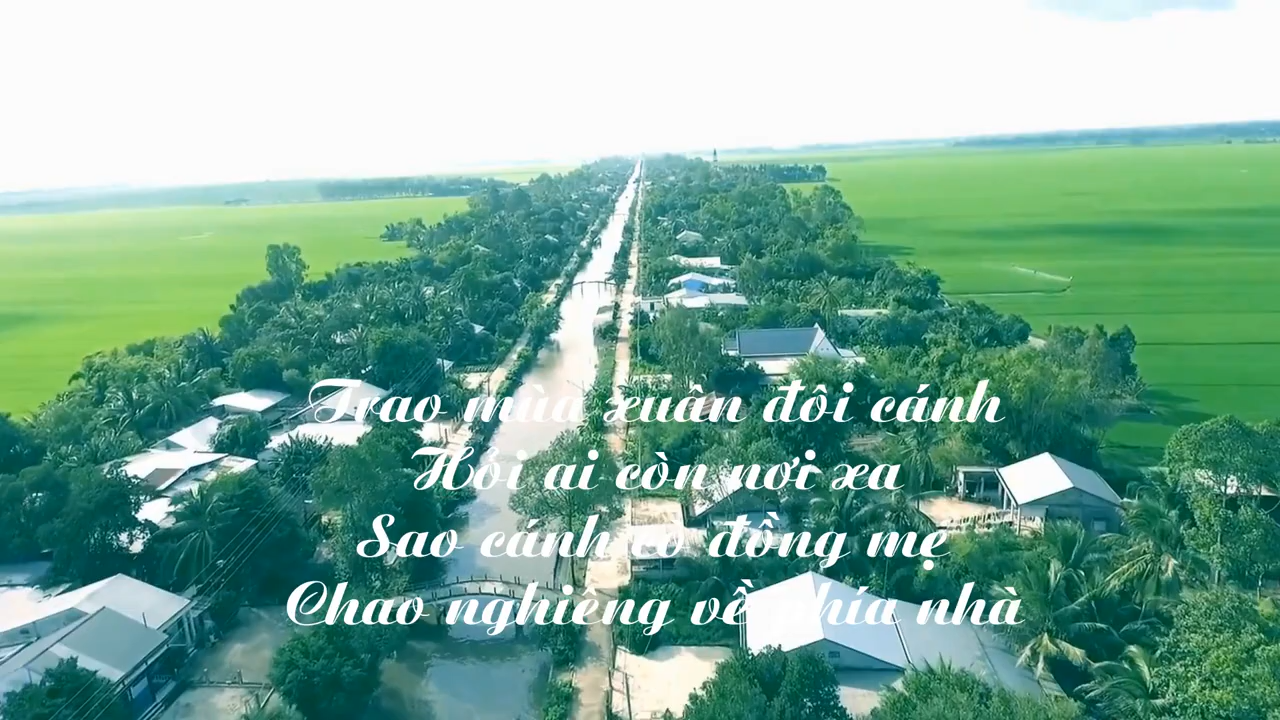 Trao mùa xuân đôi cánh
Hỏi ai còn nơi xa
Sao cánh cò đồng mẹ
Chao nghiêng về phía nhà